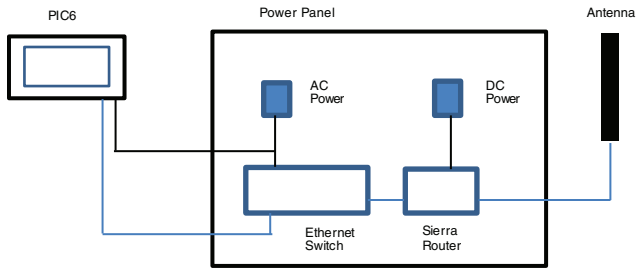 PIC6
Power Panel
Antenna
AC
Power
DC
Power
Ethernet
Switch
Sierra
Router